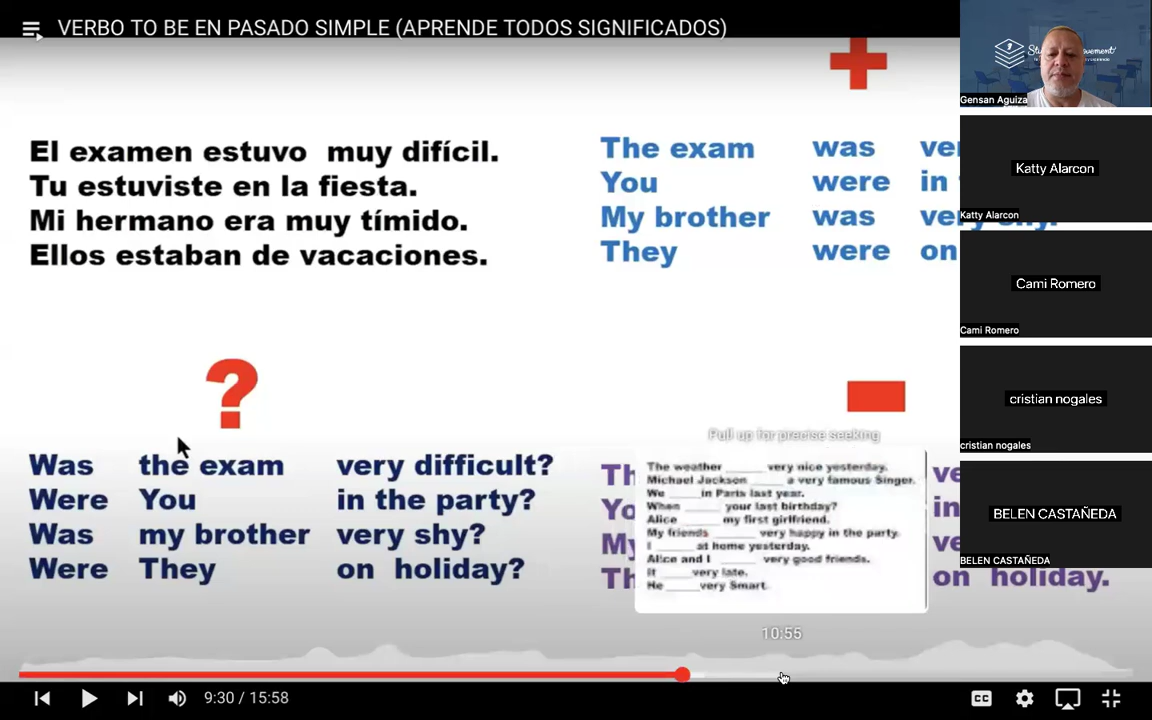 VERBO TO BE EN PASADO SIMPLE (APRENDE TODOS SIGNIFICADOS)
El examen estuvo muy difícil.
Tu estuviste en la fiesta.
Mi hermano era muy tímido.
Ellos estaban de vacaciones.
The exam was
You were in
My brother was very shy.
They were on
?
Was the exam very difficult?
Were You in the party?
Was my brother very shy?
Were They on holiday?
on holiday.
Pull up for precise seeking
The weather _____ very nice yesterday.
Michael Jackson _____ a very famous Singer.
We ____in Paris last year.
When _____ your last birthday?
Alice _____ my first girlfriend.
My friends _____ very happy in the party.
I _____ at home yesterday.
Alice and I _____ very good friends.
It ____very late.
He ____very Smart.
10:55
9:30 / 15:58
CC
Gensan Aguiza
Katty Alarcon
Katty Alarcon
Cami Romero
Cami Romero
cristian nogales
cristian nogales
BELEN CASTAÑEDA
BELEN CASTAÑEDA